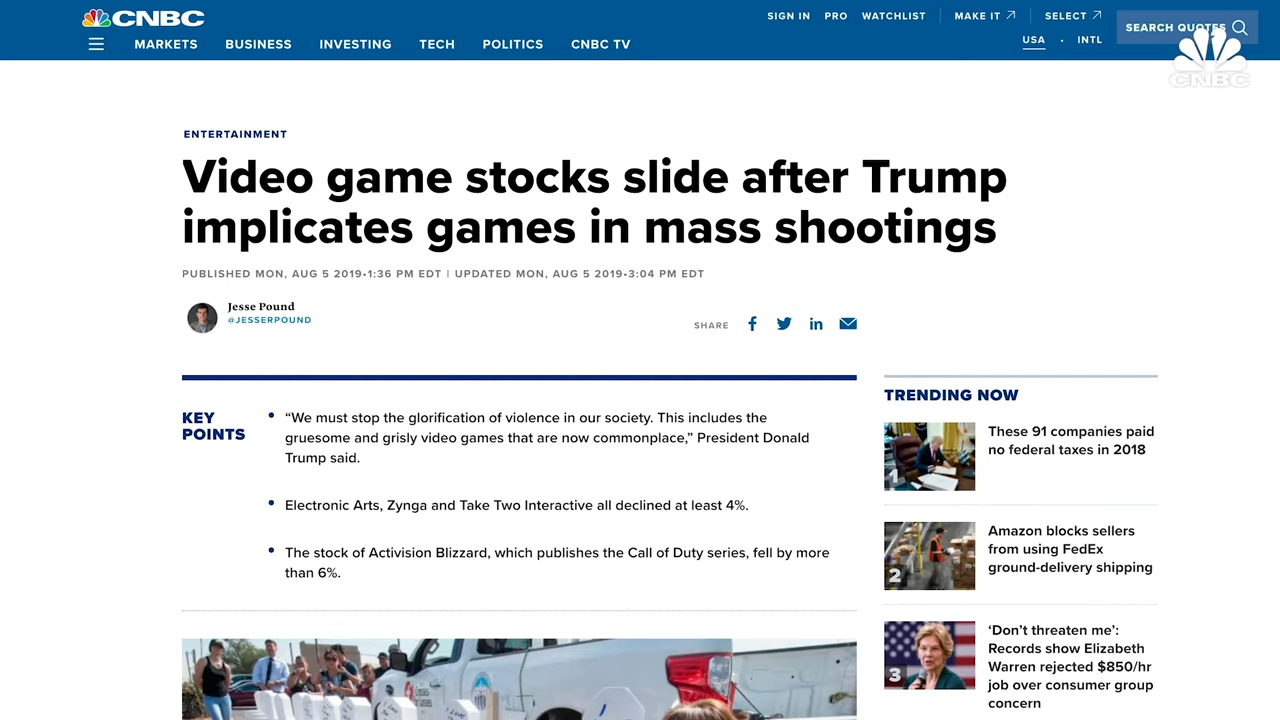 CNBC
SIGN IN
PRO
WATCHLIST
MAKE IT
SELECT
USA
·
INTL
SEARCH QUOTES
CNBC
MARKETS
BUSINESS
INVESTING
TECH
POLITICS
CNBC TV
ENTERTAINMENT
Video game stocks slide after Trump
implicates games in mass shootings
PUBLISHED MON, AUG 5 2019•1:36 PM EDT | UPDATED MON, AUG 5 2019•3:04 PM EDT
Jesse Pound
@JESSERPOUND
SHARE
KEY
POINTS
• “We must stop the glorification of violence in our society. This includes the
gruesome and grisly video games that are now commonplace,” President Donald
Trump said.
• Electronic Arts, Zynga and Take Two Interactive all declined at least 4%.
• The stock of Activision Blizzard, which publishes the Call of Duty series, fell by more
than 6%.
TRENDING NOW
1
These 91 companies paid
no federal taxes in 2018
2
Amazon blocks sellers
from using FedEx
ground-delivery shipping
3
‘Don’t threaten me’:
Records show Elizabeth
Warren rejected $850/hr
job over consumer group
concern